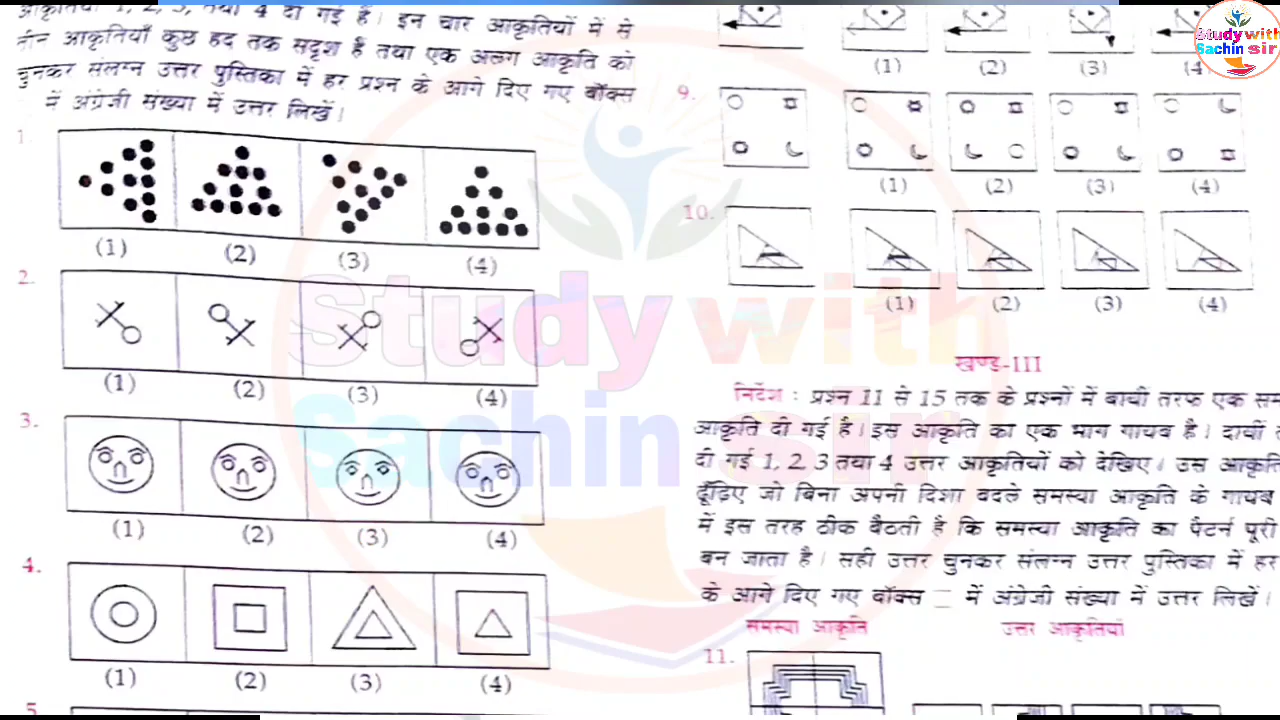 आकृतियाँ 1, 2, 3, तथा 4 दी गई हैं। इन चार आकृतियों में से
तीन आकृतियाँ कुछ हद तक सदृश हैं तथा एक अलग आकृति को
चुनकर संलग्न उत्तर पुस्तिका में हर प्रश्न के आगे दिए गए बॉक्स
में अंग्रेजी संख्या में उत्तर लिखें।
1.
(1) (2) (3) (4)
2.
(1) (2) (3) (4)
3.
(1) (2) (3) (4)
4.
(1) (2) (3) (4)
5.
(1) (2) (3) (4)
9.
(1) (2) (3) (4)
10.
(1) (2) (3) (4)
खण्ड-III
निर्देश : प्रश्न 11 से 15 तक के प्रश्नों में बायीं तरफ एक
आकृति दी गई है। इस आकृति का एक भाग गायब है। दायीं
दी गई 1, 2 3 तथा 4 उत्तर आकृतियों को देखिए। उस
ढूँढ़िए जो बिना अपनी दिशा बदले समस्या आकृति के गायब
में इस तरह ठीक बैठती है कि समस्या आकृति का पैटर्न पूरी
बन जाता है। सही उत्तर चुनकर संलग्न उत्तर पुस्तिका में हर
के आगे दिए गए बॉक्स में अंग्रेजी संख्या में उत्तर लिखें।
समस्या आकृति उत्तर आकृतियां
11.
Study with
Sachin sir
Study with
Sachin sir